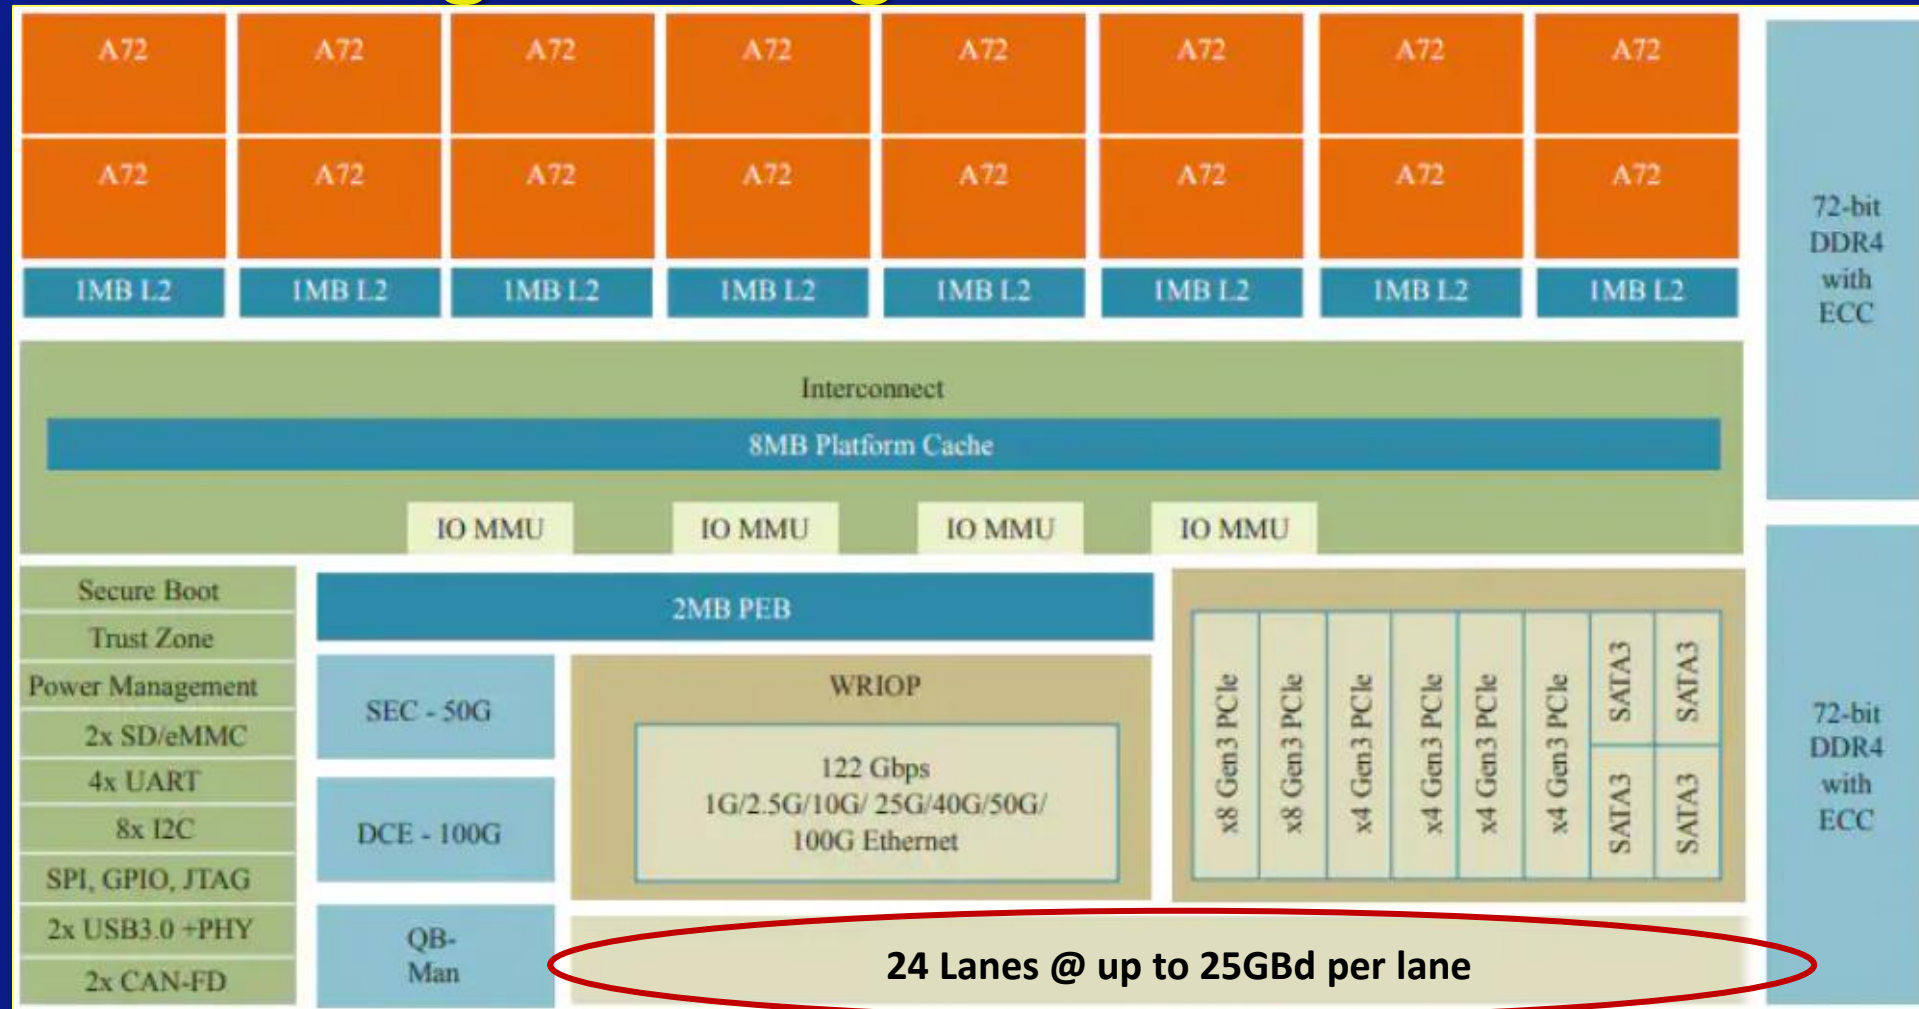 A72 A72 A72 A72 A72 A72 A72 A72
A72 A72 A72 A72 A72 A72 A72 A72
1MB L2 1MB L2 1MB L2 1MB L2 1MB L2 1MB L2 1MB L2 1MB L2
72-bit
DDR4
with
ECC
Interconnect
8MB Platform Cache
IO MMU IO MMU IO MMU IO MMU
Secure Boot
Trust Zone
Power Management
2x SD/eMMC
4x UART
8x I2C
SPI, GPIO, JTAG
2x USB3.0 +PHY
2x CAN-FD
2MB PEB
SEC - 50G
DCE - 100G
QB-
Man
WRIOP
122 Gbps
1G/2.5G/10G/ 25G/40G/50G/
100G Ethernet
x8 Gen3 PCIe
x8 Gen3 PCIe
x4 Gen3 PCIe
x4 Gen3 PCIe
x4 Gen3 PCIe
x4 Gen3 PCIe
SATA3
SATA3
SATA3
SATA3
72-bit
DDR4
with
ECC
24 Lanes @ up to 25GBd per lane